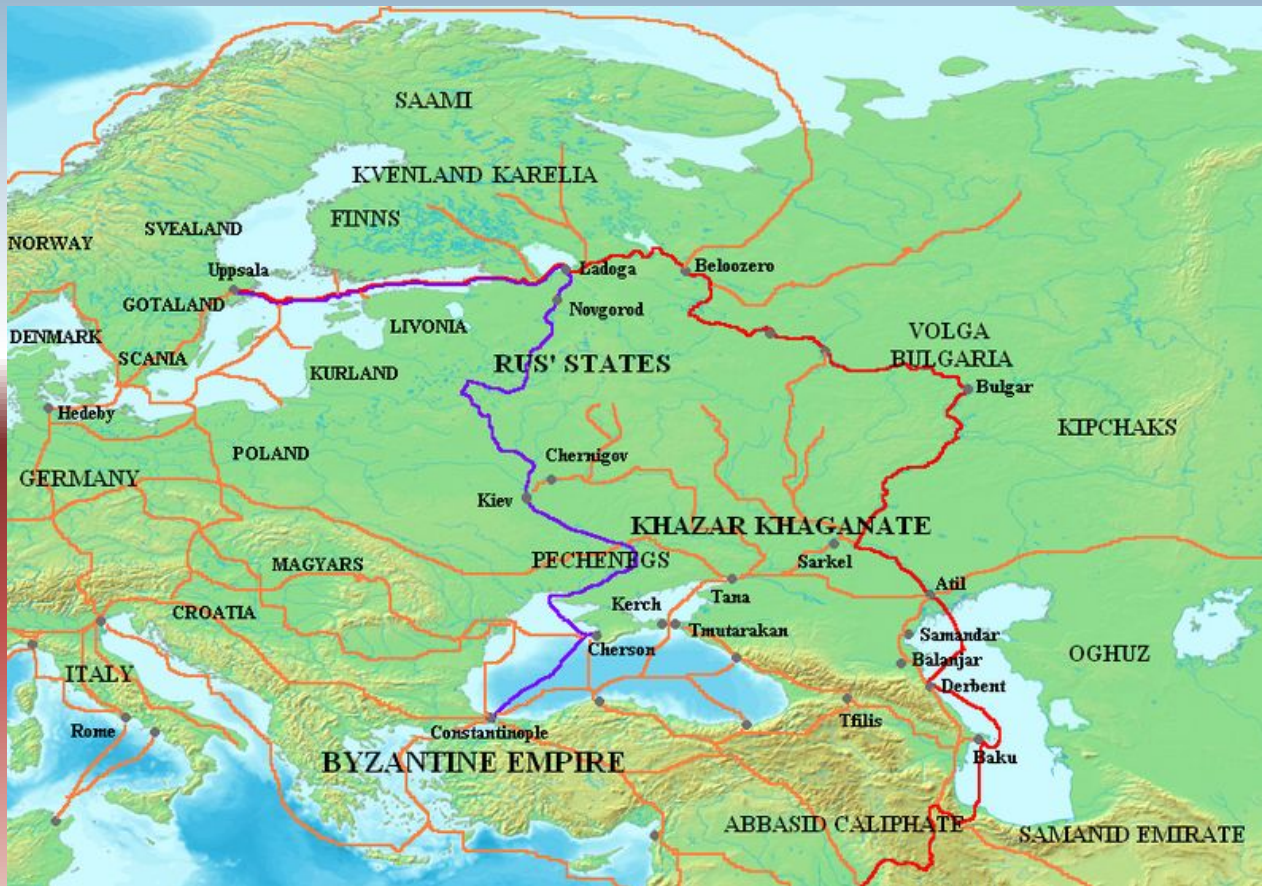 SAAMI
KVENLAND KARELIA
FINNS
SVEALAND
NORWAY
Uppsala
Ladoga
Beloozero
GOTALAND
Novgorod
LIVONIA
DENMARK
SCANIA
VOLGA
BULGARIA
RUS' STATES
KURLAND
Bulgar
Hedeby
KIPCHAKS
POLAND
Chernigov
GERMANY
Kiev
KHAZAR KHAGANATE
PECHENEGS
Sarkel
MAGYARS
Atil
Tana
Kerch
CROATIA
Tmutarakan
Samandar
Cherson
OGHUZ
Balanjar
ITALY
Derbent
Tfilis
Rome
Constantinople
Baku
BYZANTINE EMPIRE
ABBASID CALIPHATE
SAMANID EMIRATE